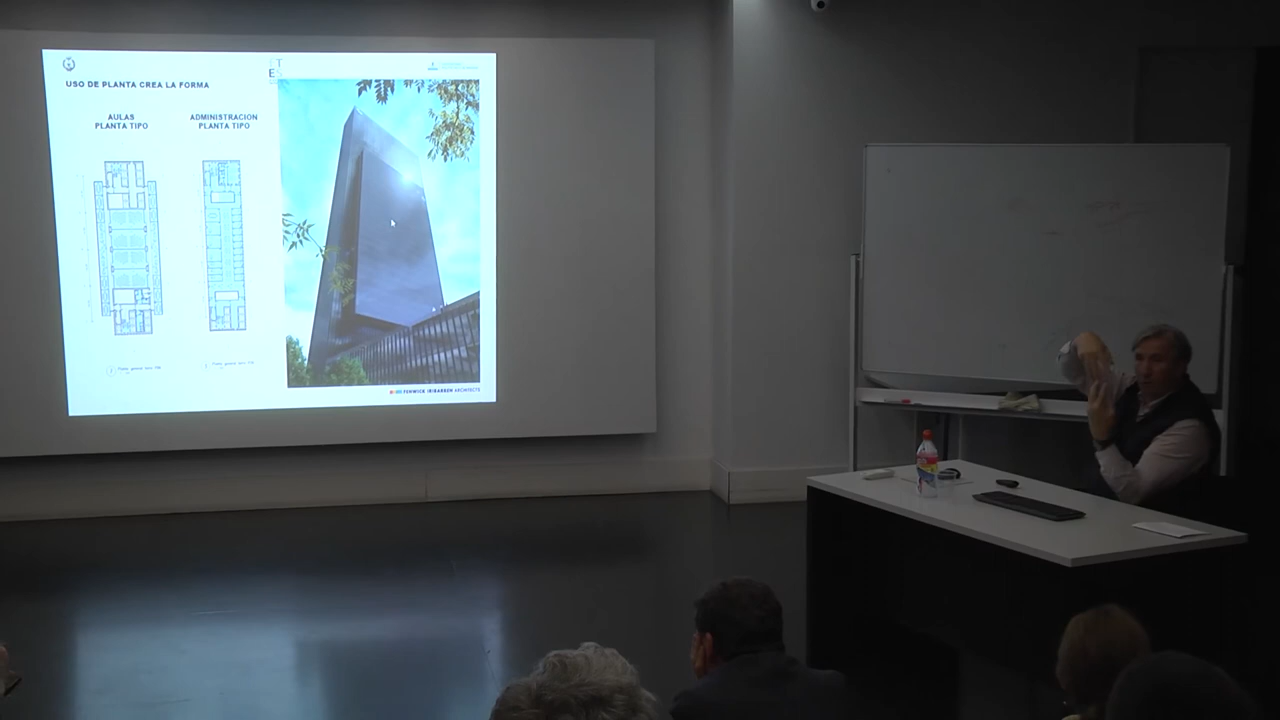 USO DE PLANTA CREA LA FORMA
AULAS
PLANTA TIPO
ADMINISTRACION
PLANTA TIPO
FENWICK IRIBARREN ARCHITECTS